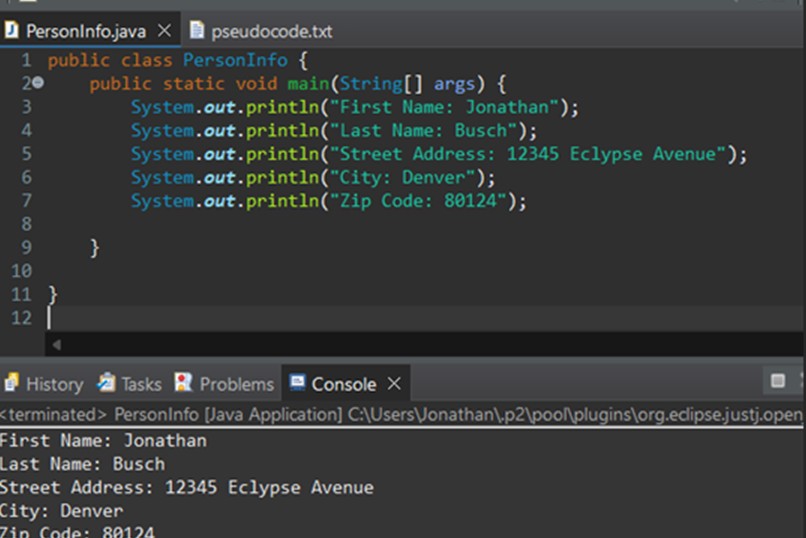 PersonInfo.java pseudocode.txt
1 public class PersonInfo {
2 public static void main(String[] args) {
3 System.out.println("First Name: Jonathan");
4 System.out.println("Last Name: Busch");
5 System.out.println("Street Address: 12345 Eclypse Avenue");
6 System.out.println("City: Denver");
7 System.out.println("Zip Code: 80124");
8
9 }
10
11 }
12
History Tasks Problems Console
<terminated> PersonInfo [Java Application] C:\Users\Jonathan\.p2\pool\plugins\org.eclipse.justj.open
First Name: Jonathan
Last Name: Busch
Street Address: 12345 Eclypse Avenue
City: Denver
Zip Code: 80124